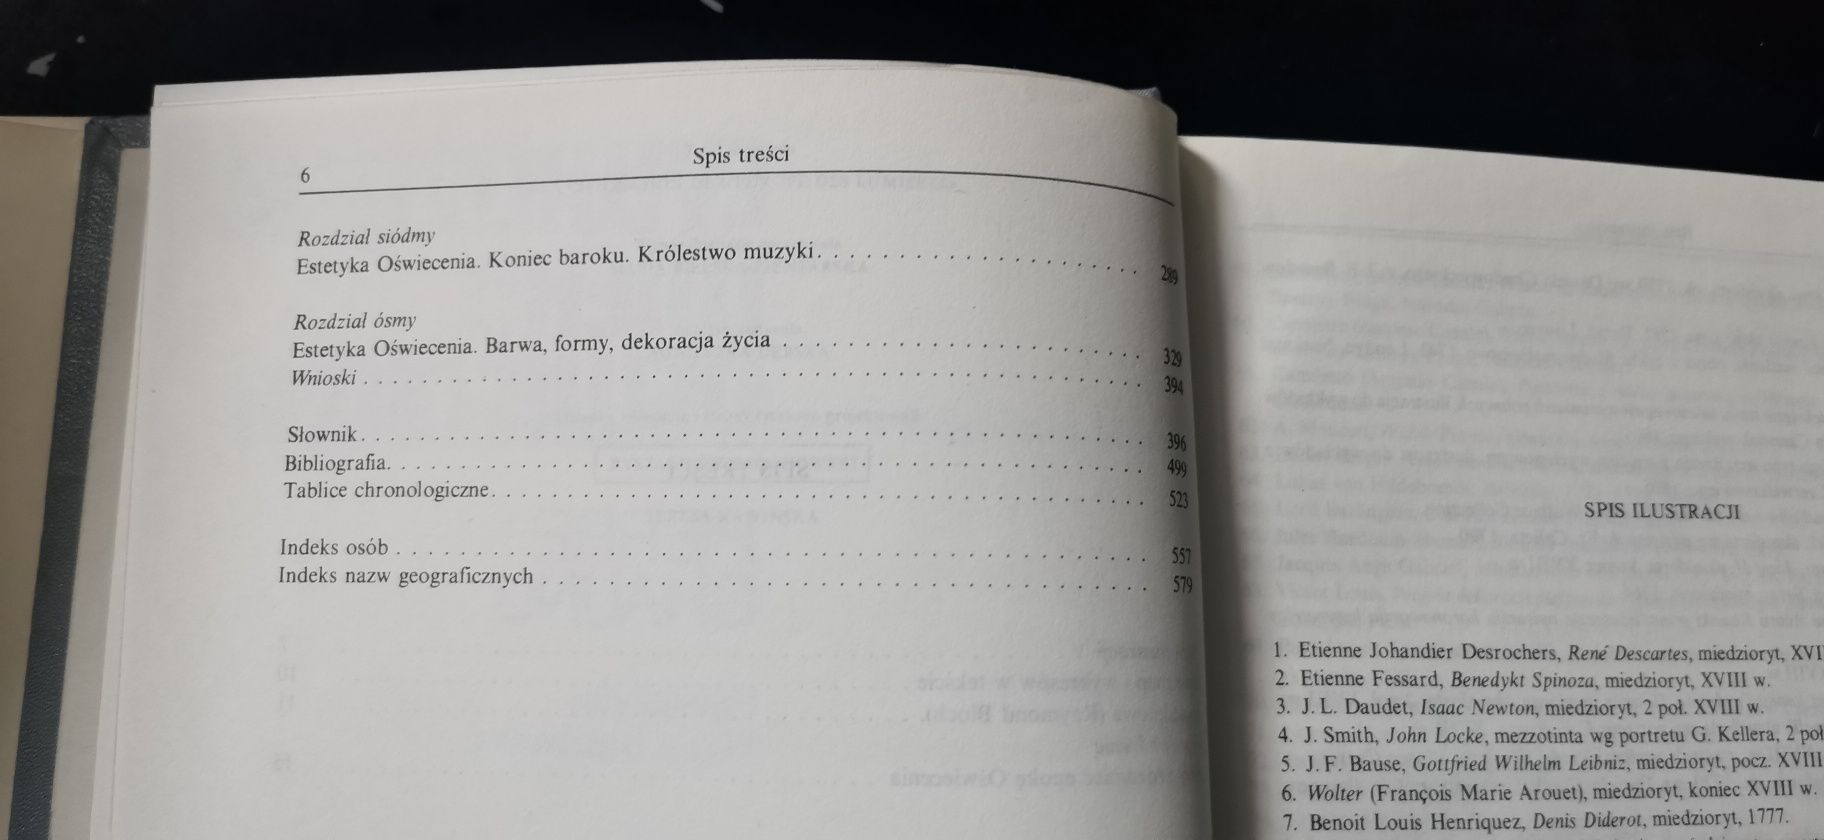 6
Spis treści
Rozdział siódmy
Estetyka Oświecenia. Koniec baroku. Królestwo muzyki. . . . . . . . . . . . . . . . . . . . 289
Rozdział ósmy
Estetyka Oświecenia. Barwa, formy, dekoracja życia . . . . . . . . . . . . . . . . . . . . . 329
Wnioski . . . . . . . . . . . . . . . . . . . . . . . . . . . . . . . . . . . . . . . . . . . . 394
Słownik. . . . . . . . . . . . . . . . . . . . . . . . . . . . . . . . . . . . . . . . . . . . 396
Bibliografia. . . . . . . . . . . . . . . . . . . . . . . . . . . . . . . . . . . . . . . . . . 499
Tablice chronologiczne. . . . . . . . . . . . . . . . . . . . . . . . . . . . . . . . . . . . 523
Indeks osób . . . . . . . . . . . . . . . . . . . . . . . . . . . . . . . . . . . . . . . . . . 557
Indeks nazw geograficznych . . . . . . . . . . . . . . . . . . . . . . . . . . . . . . . . . . 579
SPIS ILUSTRACJI
1. Etienne Johandier Desrochers, René Descartes, miedzioryt, XVI
2. Etienne Fessard, Benedykt Spinoza, miedzioryt, XVIII w.
3. J. L. Daudet, Isaac Newton, miedzioryt, 2 poł. XVIII w.
4. J. Smith, John Locke, mezzotinta wg portretu G. Kellera, 2 poł
5. J. F. Bause, Gottfried Wilhelm Leibniz, miedzioryt, pocz. XVIII
6. Wolter (François Marie Arouet), miedzioryt, koniec XVIII w.
7. Benoit Louis Henriquez, Denis Diderot, miedzioryt, 1777.